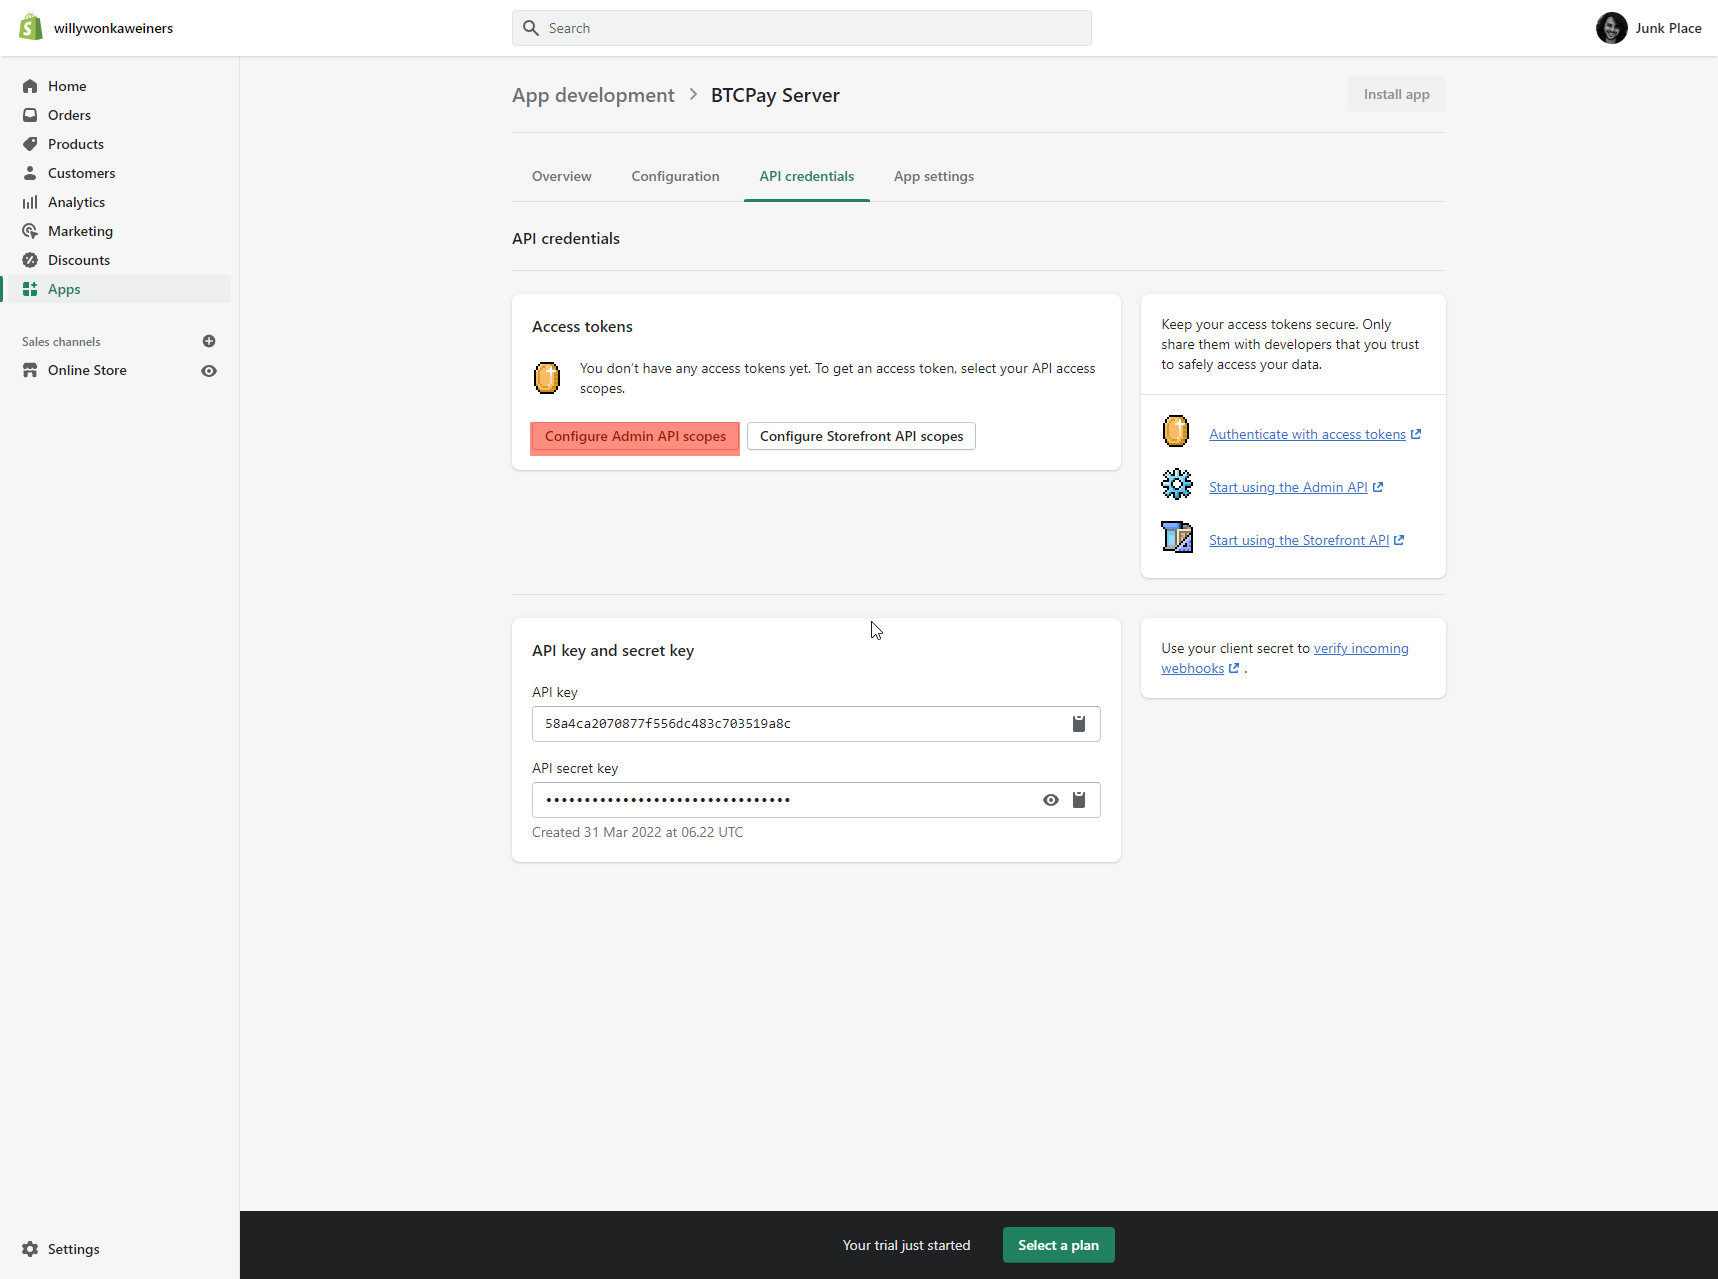 willywonkaweiners
Search
Junk Place
Home
Orders
Products
Customers
Analytics
Marketing
Discounts
Apps
Sales channels
Online Store
Settings
App development > BTCPay Server
Install app
Overview Configuration API credentials App settings
API credentials
Access tokens
You don't have any access tokens yet. To get an access token, select your API access
scopes.
Configure Admin API scopes Configure Storefront API scopes
Keep your access tokens secure. Only
share them with developers that you trust
to safely access your data.
Authenticate with access tokens
Start using the Admin API
Start using the Storefront API
API key and secret key
API key
58a4ca2070877f556dc483c703519a8c
API secret key
••••••••••••••••••••••••••••••••
Created 31 Mar 2022 at 06.22 UTC
Use your client secret to verify incoming
webhooks .
Your trial just started
Select a plan